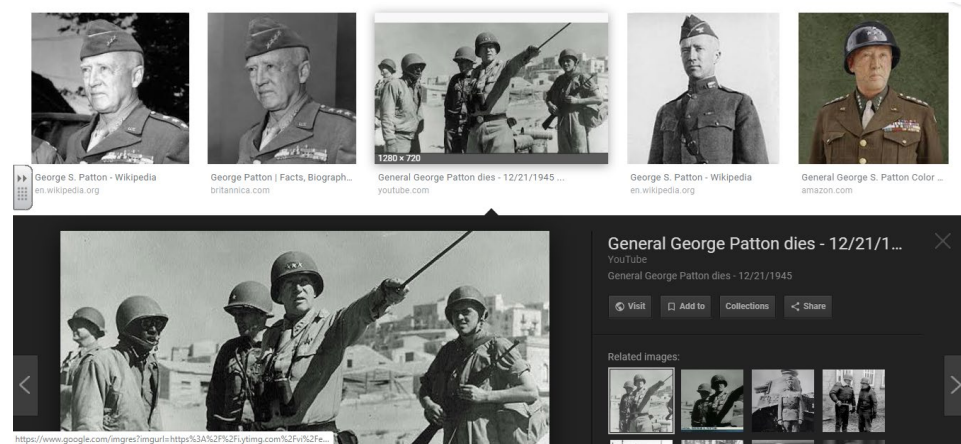 1280 × 720
George S. Patton - Wikipedia
en.wikipedia.org
George Patton | Facts, Biograph...
britannica.com
General George Patton dies - 12/21/1945 ...
youtube.com
George S. Patton - Wikipedia
en.wikipedia.org
General George S. Patton Color ...
amazon.com
General George Patton dies - 12/21/1...
YouTube
General George Patton dies - 12/21/1945
Visit
Add to
Collections
Share
Related images:
https://www.google.com/imgres?imgurl=https%3A%2F%2Fi.ytimg.com%2Fvi%2Fe...